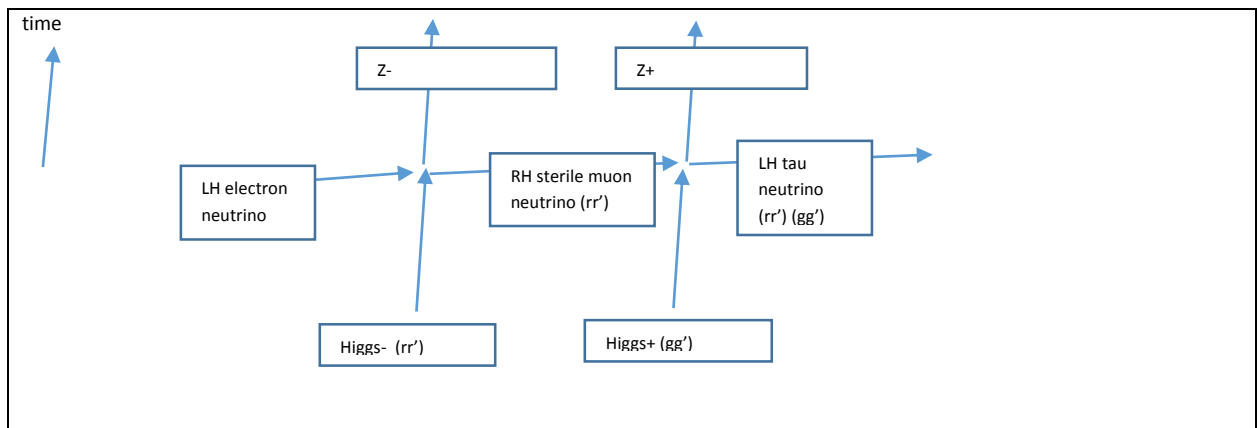 time
Z-
Z+
LH electron
neutrino
RH sterile muon
neutrino (rr’)
LH tau
neutrino
(rr’) (gg’)
Higgs- (rr’)
Higgs+ (gg’)